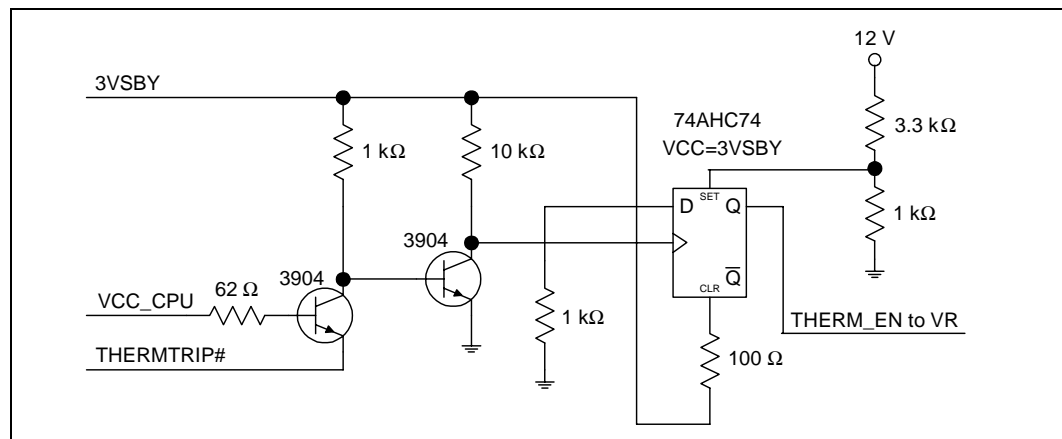 12 V
3VSBY
74AHC74
VCC=3VSBY
3.3 kΩ
1 kΩ
10 kΩ
SET
D
Q
1 kΩ
3904
3904
Q̅
CLR
62 Ω
VCC_CPU
1 kΩ
THERM_EN to VR
THERMTRIP#
100 Ω